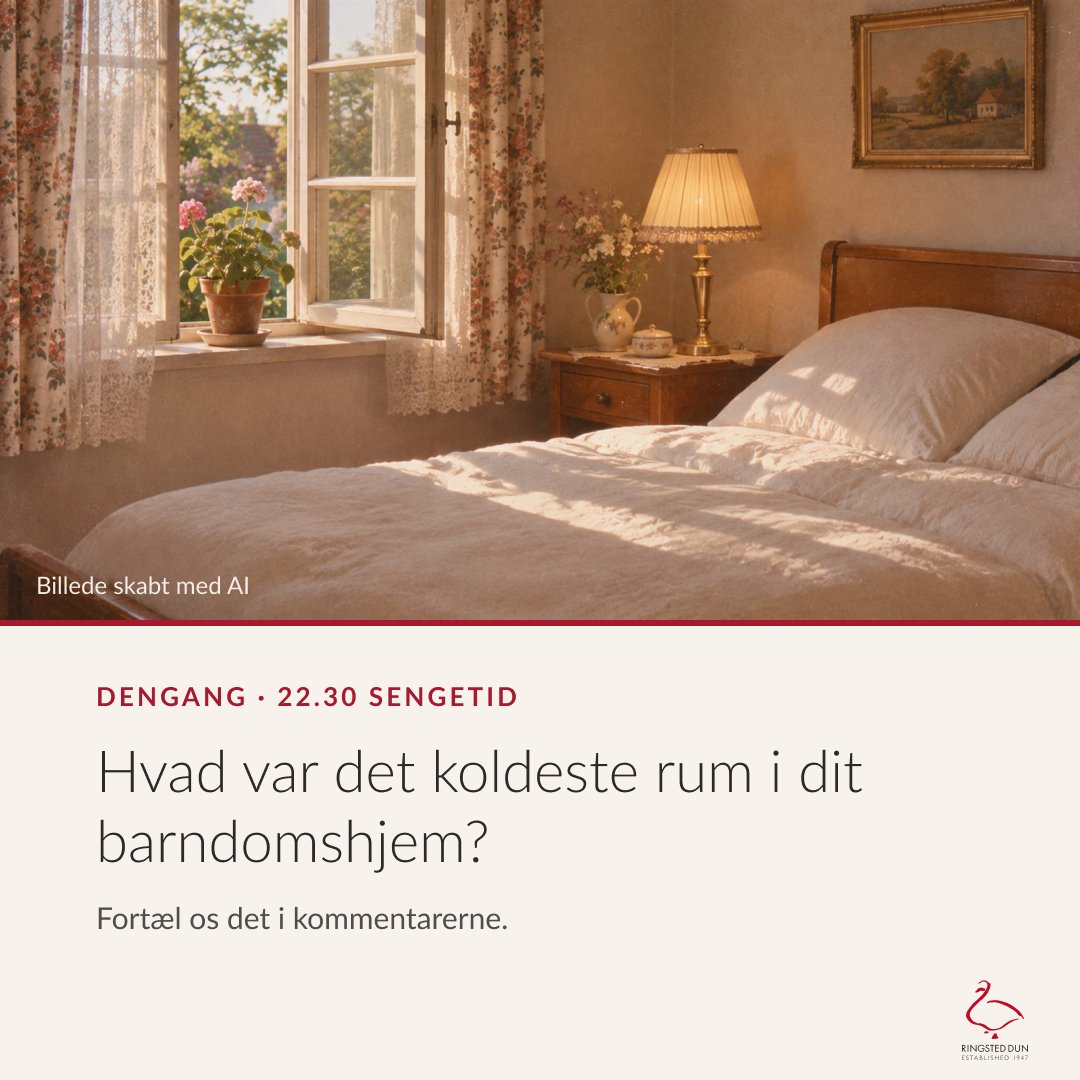 Billede skabt med AI
DENGANG · 22.30 SENGETID
Hvad var det koldeste rum i dit
barndomshjem?
Fortæl os det i kommentarerne.
RINGSTED DUN
ESTABLISHED 1947